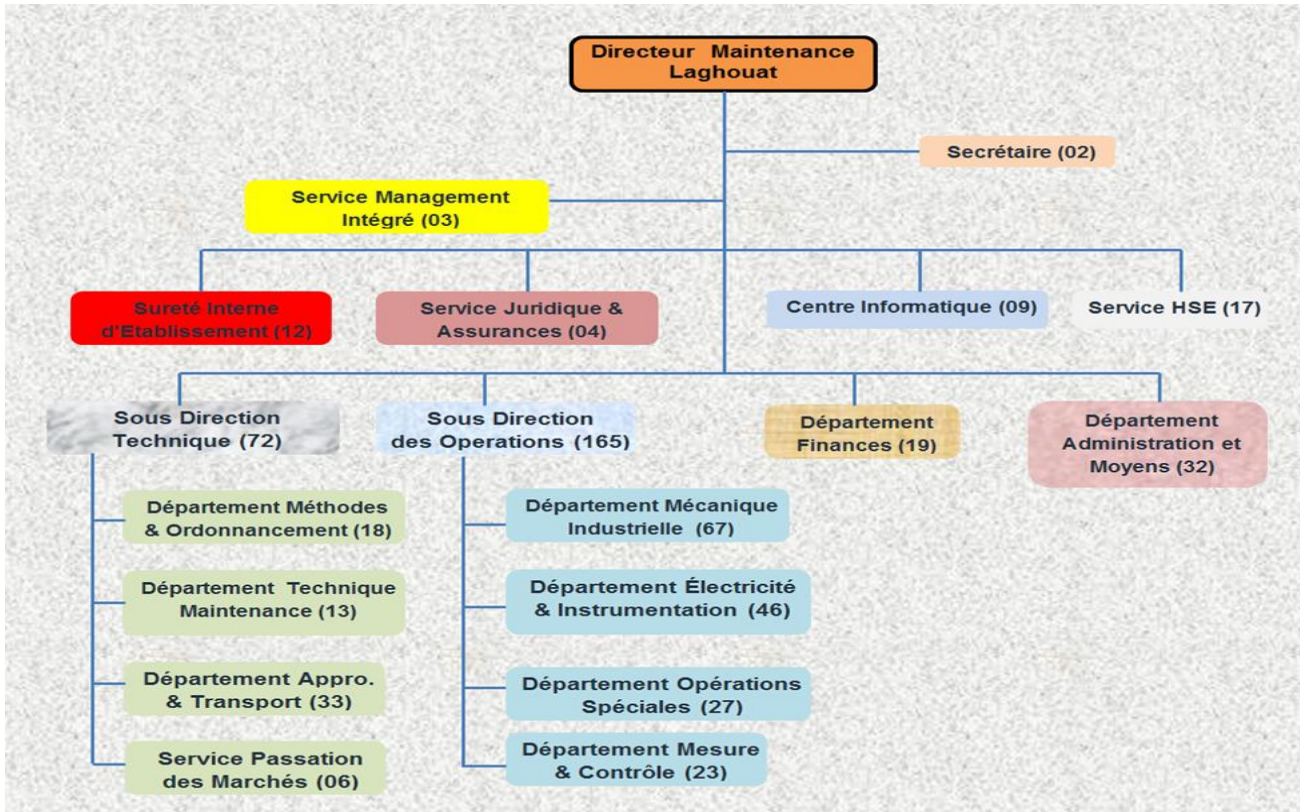 Directeur Maintenance
Laghouat
Secrétaire (02)
Service Management
Intégré (03)
Sureté Interne
d'Etablissement (12)
Service Juridique &
Assurances (04)
Centre Informatique (09)
Service HSE (17)
Sous Direction
Technique (72)
Sous Direction
des Operations (165)
Département
Finances (19)
Département
Administration et
Moyens (32)
Département Méthodes
& Ordonnancement (18)
Département Technique
Maintenance (13)
Département Appro.
& Transport (33)
Service Passation
des Marchés (06)
Département Mécanique
Industrielle (67)
Département Électricité
& Instrumentation (46)
Département Opérations
Spéciales (27)
Département Mesure
& Contrôle (23)